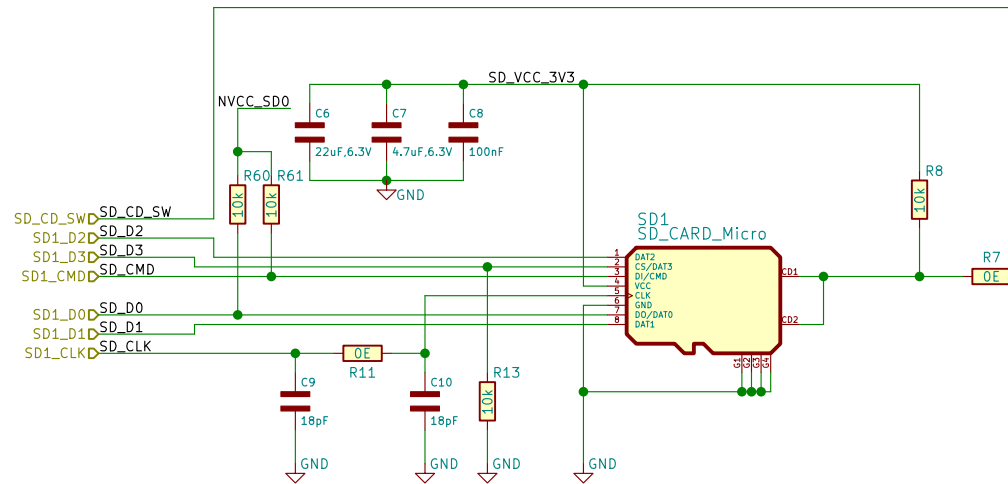 SD_VCC_3V3
NVCC_SD0
C6
C7
C8
22uF,6.3V
4.7uF,6.3V
100nF
R60
R61
10k
10k
GND
R8
10k
SD_CD_SW
SD_CD_SW
SD1_D2
SD_D2
SD1_D3
SD_D3
SD1_CMD
SD_CMD
SD1_D0
SD_D0
SD1_D1
SD_D1
SD1_CLK
SD_CLK
SD1
SD_CARD_Micro
1
DAT2
2
CS/DAT3
3
DI/CMD
4
VCC
5
CLK
6
GND
7
DO/DAT0
8
DAT1
CD1
CD2
G1
G2
G3
G4
R7
0E
0E
R11
C9
18pF
C10
18pF
R13
10k
GND
GND
GND
GND